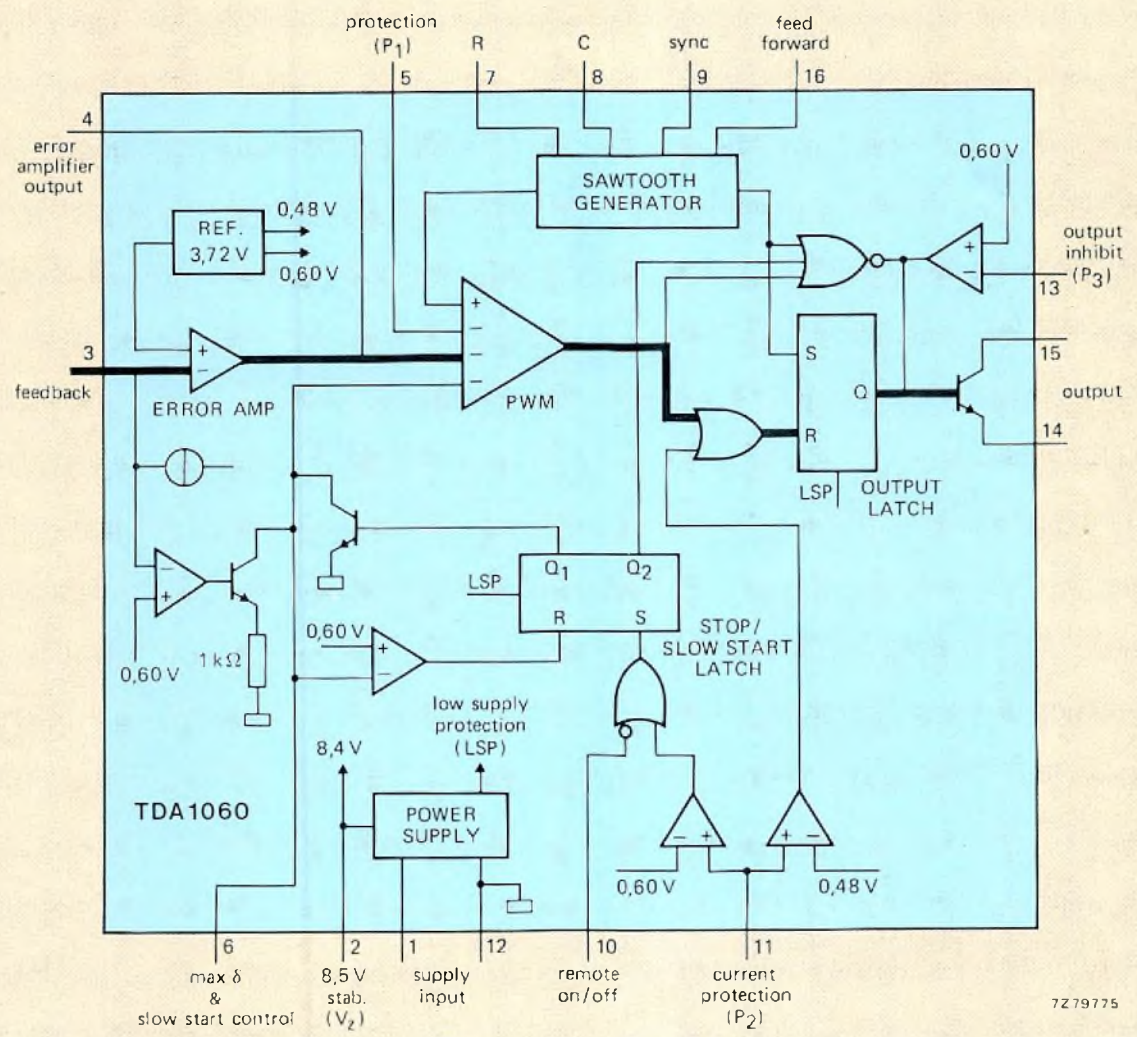 protection
(P1)
5
R
7
C
8
sync
9
feed
forward
16
4
error
amplifier
output
REF.
3,72 V
0,48 V
0,60 V
SAWTOOTH
GENERATOR
0,60 V
+
−
output
inhibit
(P3)
13
3
feedback
+
−
ERROR AMP
+
−
−
−
PWM
S
Q
R
LSP
OUTPUT
LATCH
15
output
14
−
+
0,60 V
1 kΩ
0,60 V
+
−
LSP
Q1
Q2
R
S
STOP/
SLOW START
LATCH
low supply
protection
(LSP)
8,4 V
TDA1060
POWER
SUPPLY
− +
+ −
0,60 V
0,48 V
6
max δ
&
slow start control
2
8,5 V
stab.
(Vz)
1
supply
input
12
10
remote
on/off
11
current
protection
(P2)
7Z79775